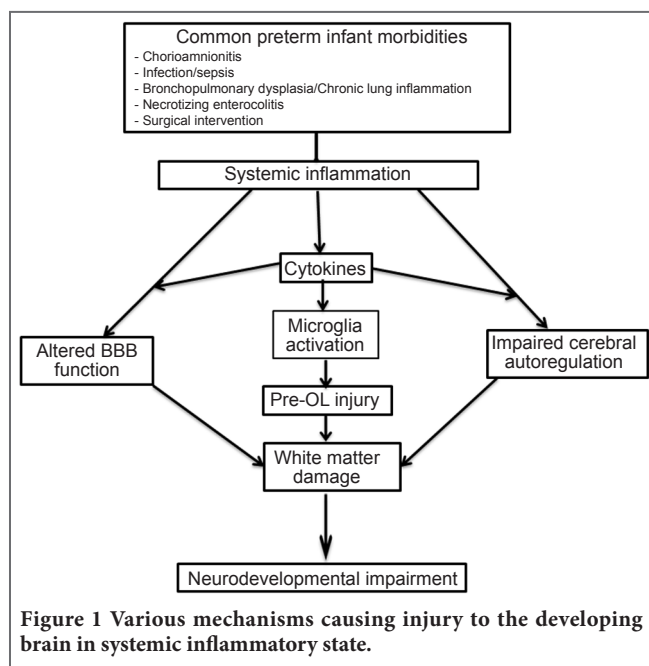 Common preterm infant morbidities
- Chorioamnionitis
- Infection/sepsis
- Bronchopulmonary dysplasia/Chronic lung inflammation
- Necrotizing enterocolitis
- Surgical intervention
Systemic inflammation
Cytokines
Altered BBB
function
Microglia
activation
Impaired cerebral
autoregulation
Pre-OL injury
White matter
damage
Neurodevelopmental impairment
Figure 1 Various mechanisms causing injury to the developing
brain in systemic inflammatory state.